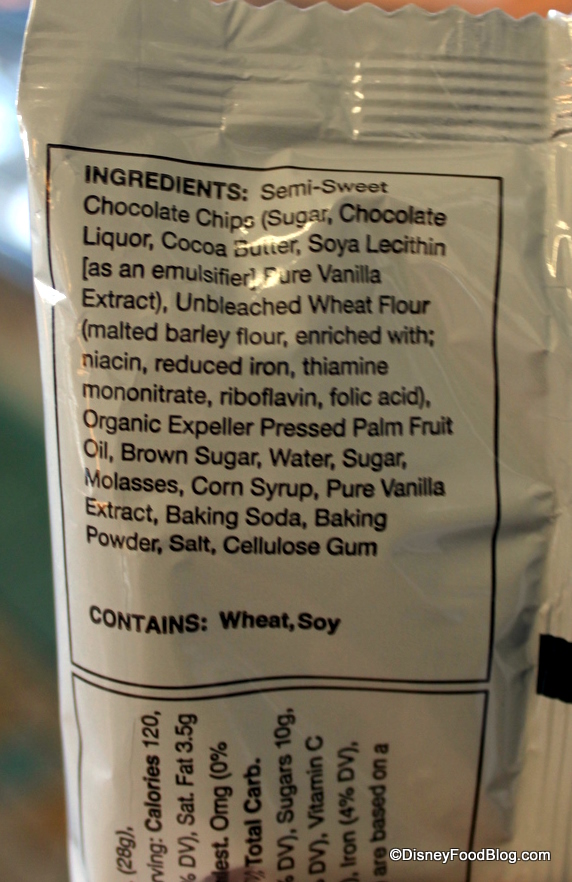 INGREDIENTS: Semi-Sweet
Chocolate Chips (Sugar, Chocolate
Liquor, Cocoa Butter, Soya Lecithin
[as an emulsifier] Pure Vanilla
Extract), Unbleached Wheat Flour
(malted barley flour, enriched with;
niacin, reduced iron, thiamine
mononitrate, riboflavin, folic acid),
Organic Expeller Pressed Palm Fruit
Oil, Brown Sugar, Water, Sugar,
Molasses, Corn Syrup, Pure Vanilla
Extract, Baking Soda, Baking
Powder, Salt, Cellulose Gum
CONTAINS: Wheat, Soy
(28g),
Calories 120,
% DV), Sat. Fat 3.5g
0mg (0%
Total Carb.
% DV), Sugars 10g,
DV), Vitamin C
Iron (4% DV),
are based on a
©DisneyFoodBlog.com